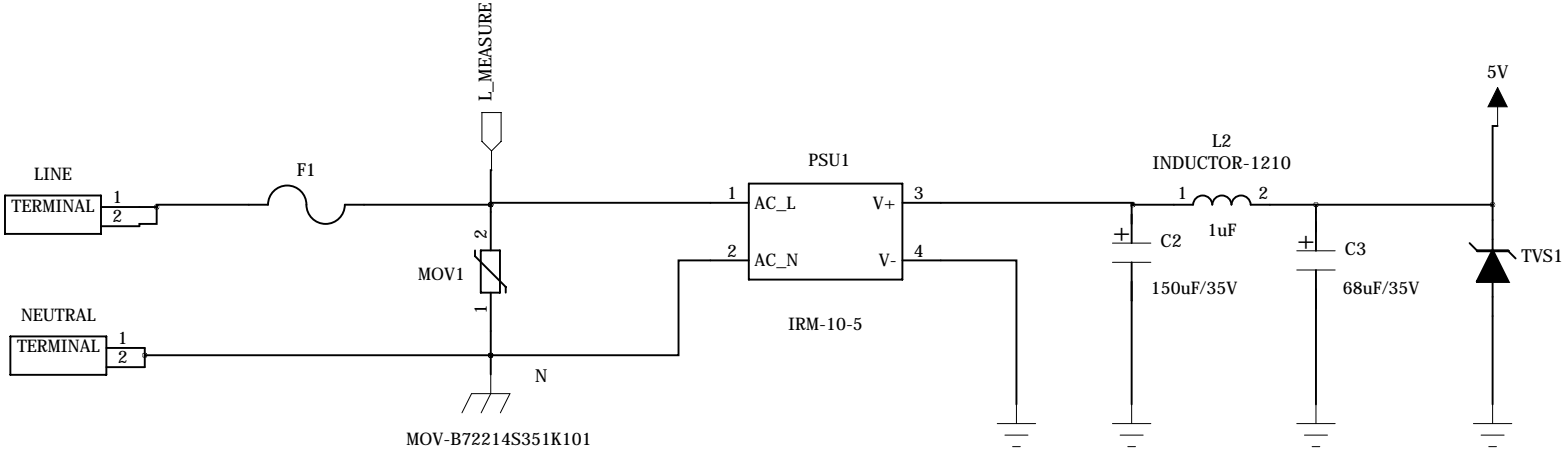 L_MEASURE
5V
LINE
TERMINAL
1
2
F1
PSU1
1
AC_L
V+
3
2
AC_N
V-
4
IRM-10-5
L2
INDUCTOR-1210
1
2
1uF
C2
150uF/35V
C3
68uF/35V
TVS1
2
MOV1
1
NEUTRAL
TERMINAL
1
2
N
MOV-B72214S351K101